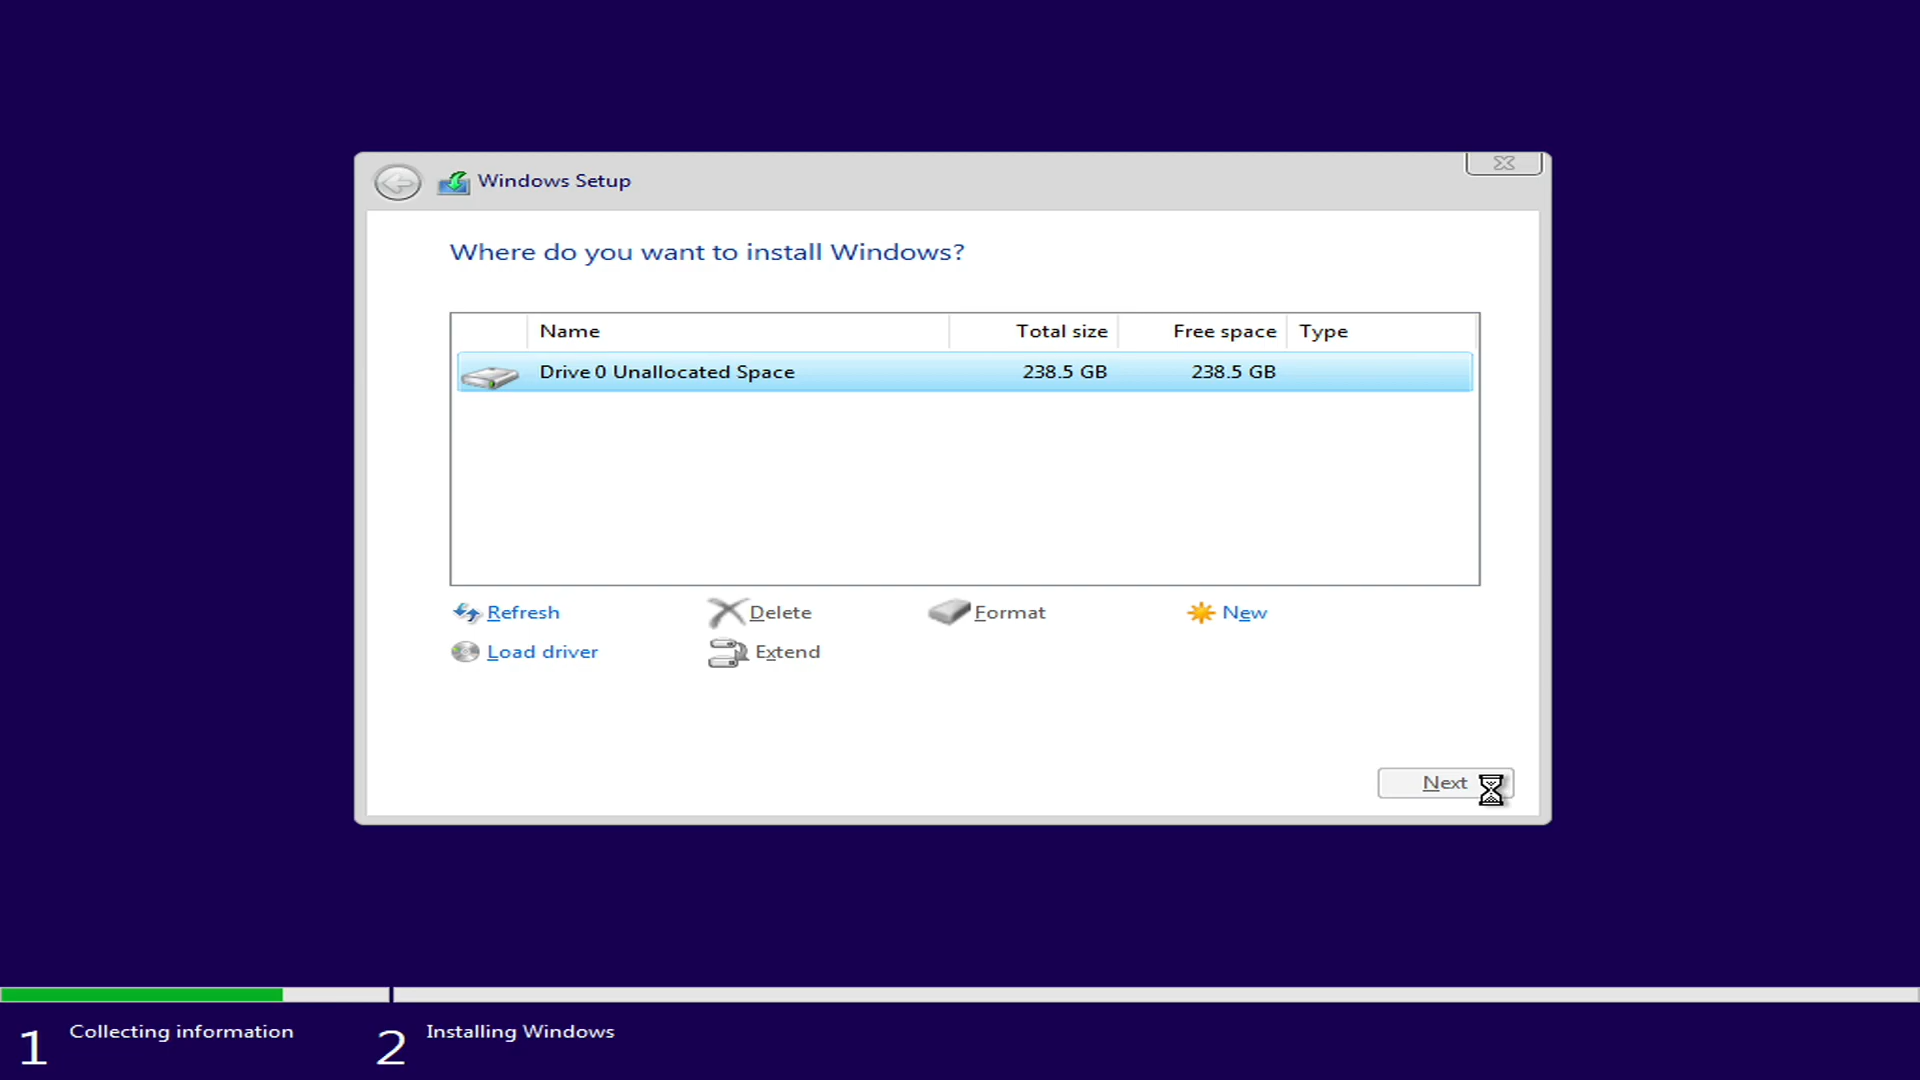 Windows Setup
Where do you want to install Windows?
Name Total size Free space Type
Drive 0 Unallocated Space 238.5 GB 238.5 GB
Refresh Delete Format New
Load driver Extend
Next
1 Collecting information 2 Installing Windows